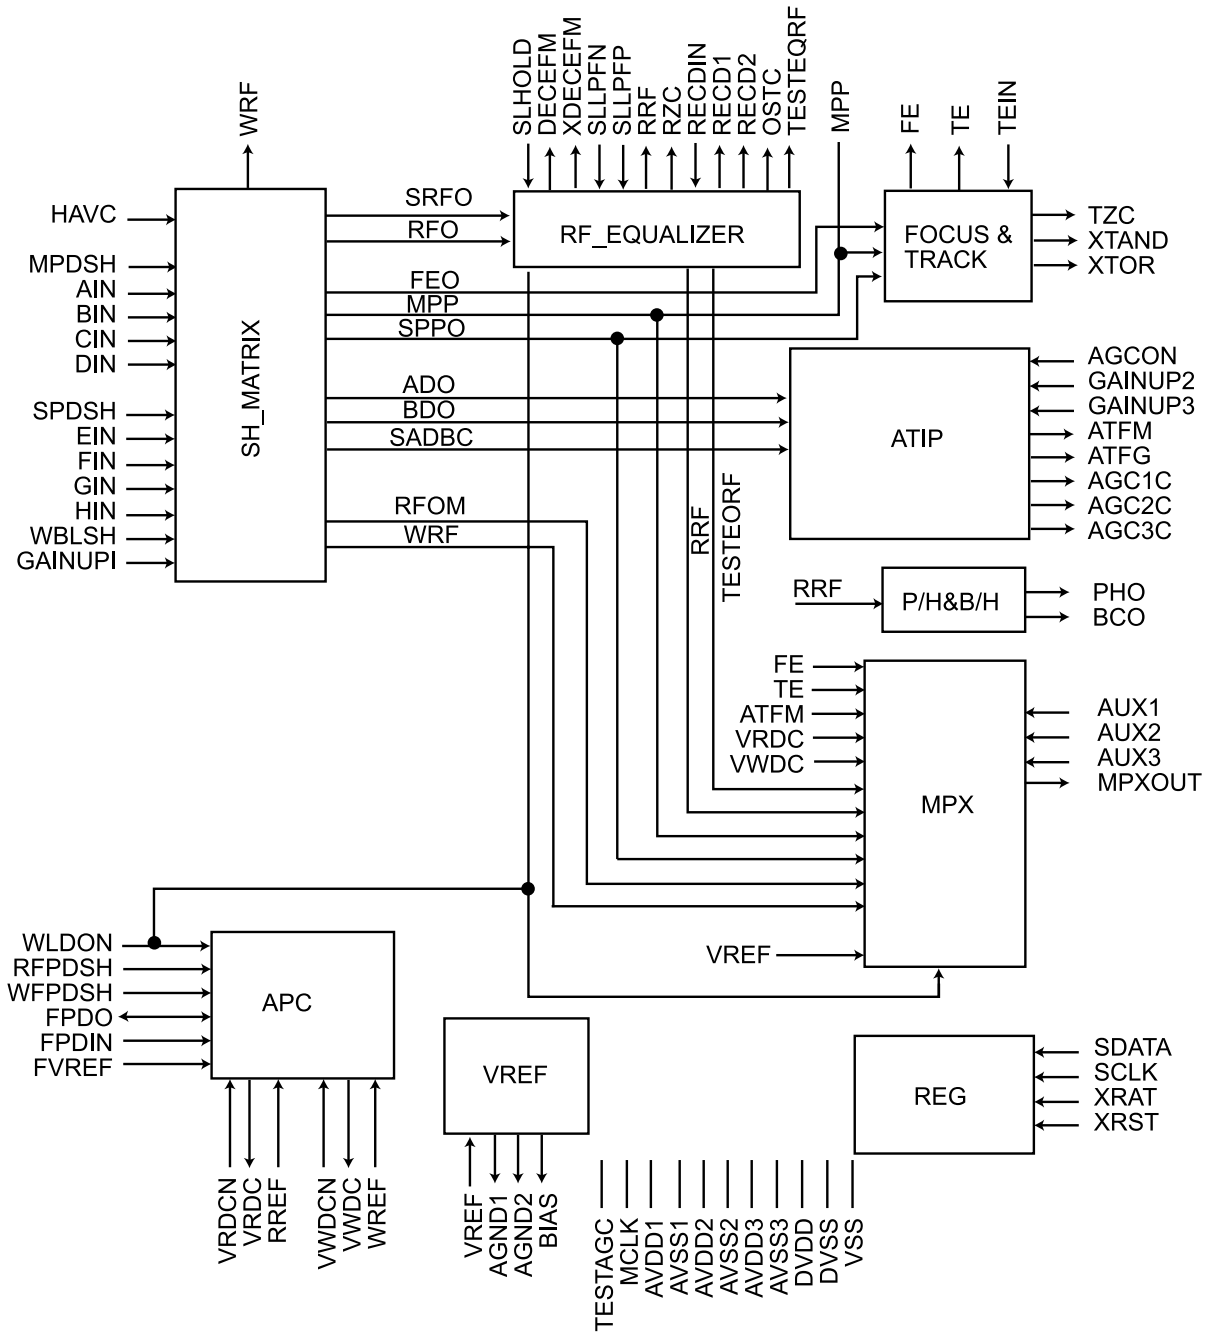 WRF
SLHOLD
DECEFM
XDECEFM
SLLPFN
SLLPFP
RRF
RZC
RECDIN
RECD1
RECD2
OSTC
TESTEQRF
MPP
FE
TE
TEIN
HAVC
MPDSH
AIN
BIN
CIN
DIN
SPDSH
EIN
FIN
GIN
HIN
WBLSH
GAINUPI
SH_MATRIX
SRFO
RFO
FEO
MPP
SPPO
ADO
BDO
SADBC
RFOM
WRF
RF_EQUALIZER
RRF
TESTEORF
FOCUS &
TRACK
TZC
XTAND
XTOR
ATIP
AGCON
GAINUP2
GAINUP3
ATFM
ATFG
AGC1C
AGC2C
AGC3C
RRF
P/H&B/H
PHO
BCO
FE
TE
ATFM
VRDC
VWDC
MPX
AUX1
AUX2
AUX3
MPXOUT
VREF
WLDON
RFPDSH
WFPDSH
FPDO
FPDIN
FVREF
APC
VRDCN
VRDC
RREF
VWDCN
VWDC
WREF
VREF
VREF
AGND1
AGND2
BIAS
REG
SDATA
SCLK
XRAT
XRST
TESTAGC
MCLK
AVDD1
AVSS1
AVDD2
AVSS2
AVDD3
AVSS3
DVDD
DVSS
VSS